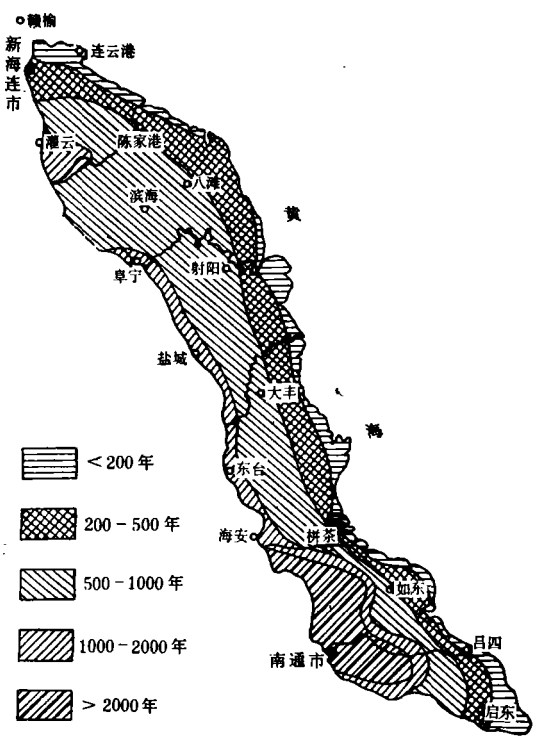 赣榆
新海连市
连云港
灌云
陈家港
八滩
滨海
黄
射阳
阜宁
盐城
大丰
海
<200年
东台
200-500年
海安
栟茶
500-1000年
如东
1000-2000年
吕四
南通市
>2000年
启东